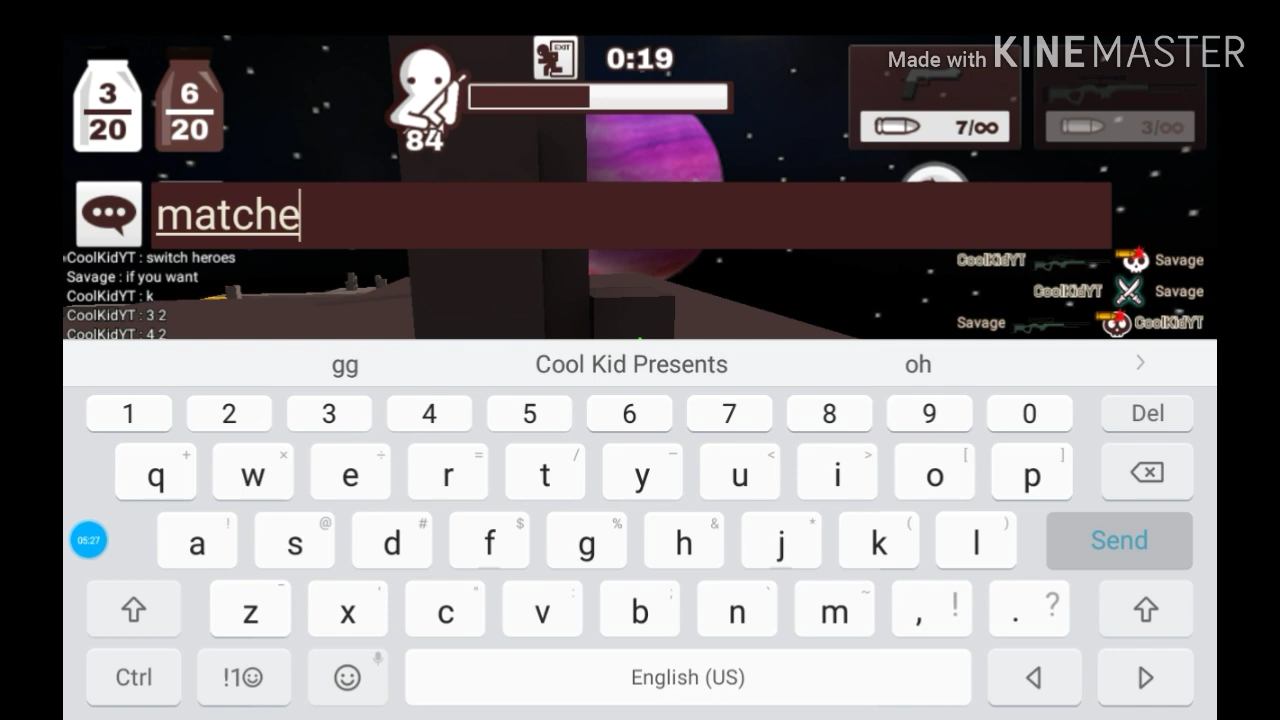 Made with KINEMASTER
EXIT
0:19
3
20
6
20
84
7/∞
3/∞
matche
CoolKidYT : switch heroes
Savage : if you want
CoolKidYT : k
CoolKidYT : 3 2
CoolKidYT : 4 2
CoolKidYT Savage
CoolKidYT Savage
Savage CoolKidYT
gg Cool Kid Presents oh >
1 2 3 4 5 6 7 8 9 0 Del
q + w × e ÷ r = t / y – u < i > o [ p ]
05:27
a ! s @ d # f $ g % h & j * k ( l ) Send
z - x ' c " v : b ; n ` m ~ , ! . ?
Ctrl !1☺ English (US)